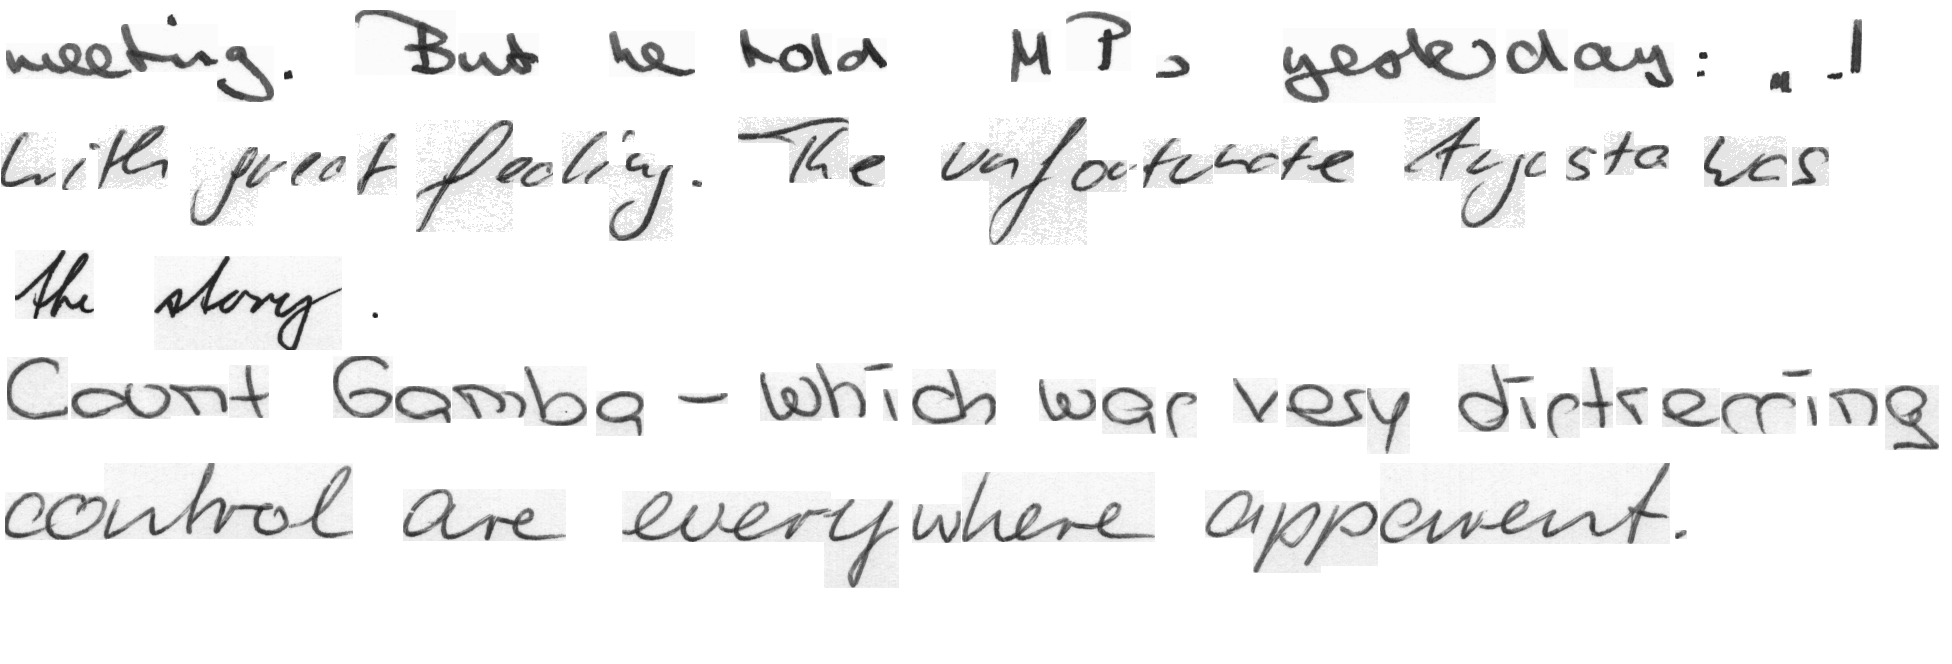 meeting. But he told MPs yesterday: "I
with great feeling. The unfortunate Augusta was
the story.
Count Gamba - which was very distressing
control are everywhere apparent.